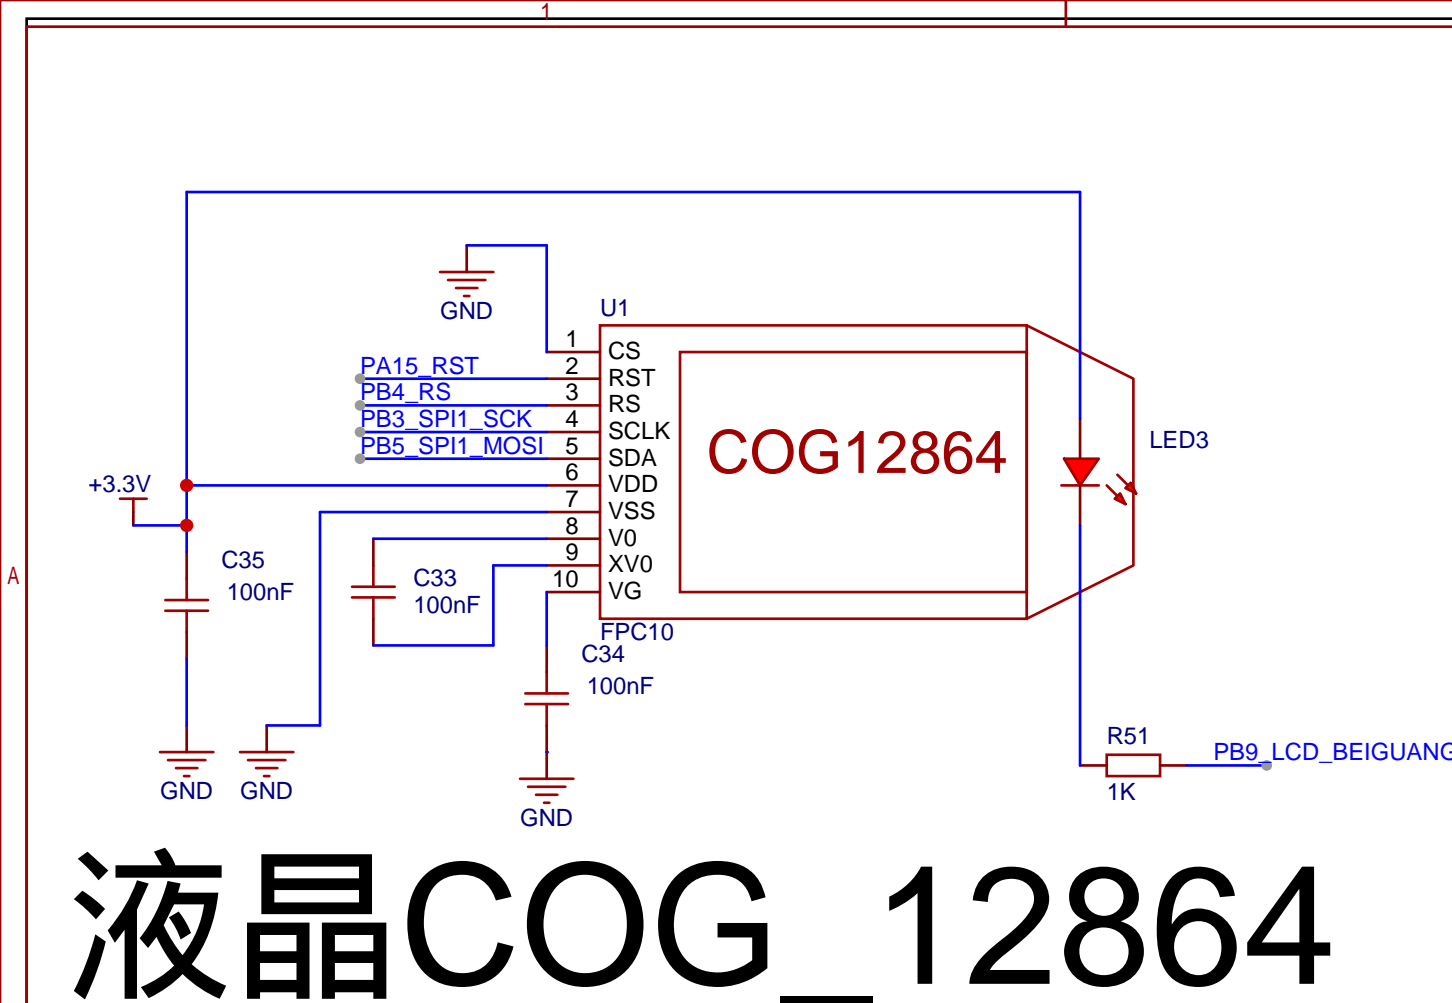 1
A
GND
U1
1 CS
PA15_RST 2 RST
PB4_RS 3 RS
PB3_SPI1_SCK 4 SCLK
PB5_SPI1_MOSI 5 SDA
6 VDD
7 VSS
8 V0
9 XV0
10 VG
COG12864
LED3
+3.3V
C35
100nF
C33
100nF
FPC10
C34
100nF
GND
GND
GND
R51
1K
PB9_LCD_BEIGUANG
液晶COG_12864